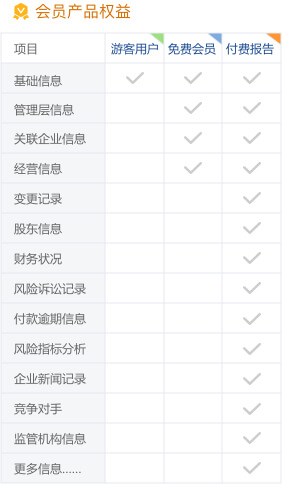 会员产品权益
项目 游客用户 免费会员 付费报告
基础信息
管理层信息
关联企业信息
经营信息
变更记录
股东信息
财务状况
风险诉讼记录
付款逾期信息
风险指标分析
企业新闻记录
竞争对手
监管机构信息
更多信息......